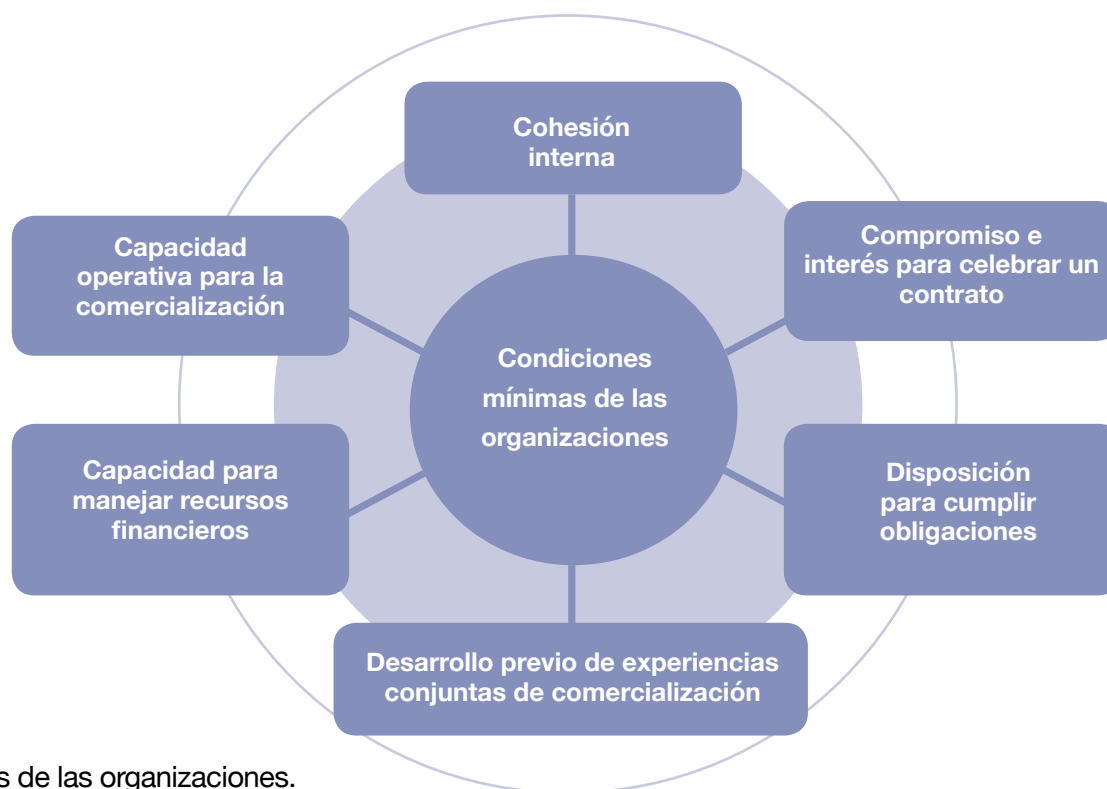 Cohesión
interna
Compromiso e
interés para celebrar un
contrato
Capacidad
operativa para la
comercialización
Condiciones
mínimas de las
organizaciones
Capacidad para
manejar recursos
financieros
Disposición
para cumplir
obligaciones
Desarrollo previo de experiencias
conjuntas de comercialización
s de las organizaciones.